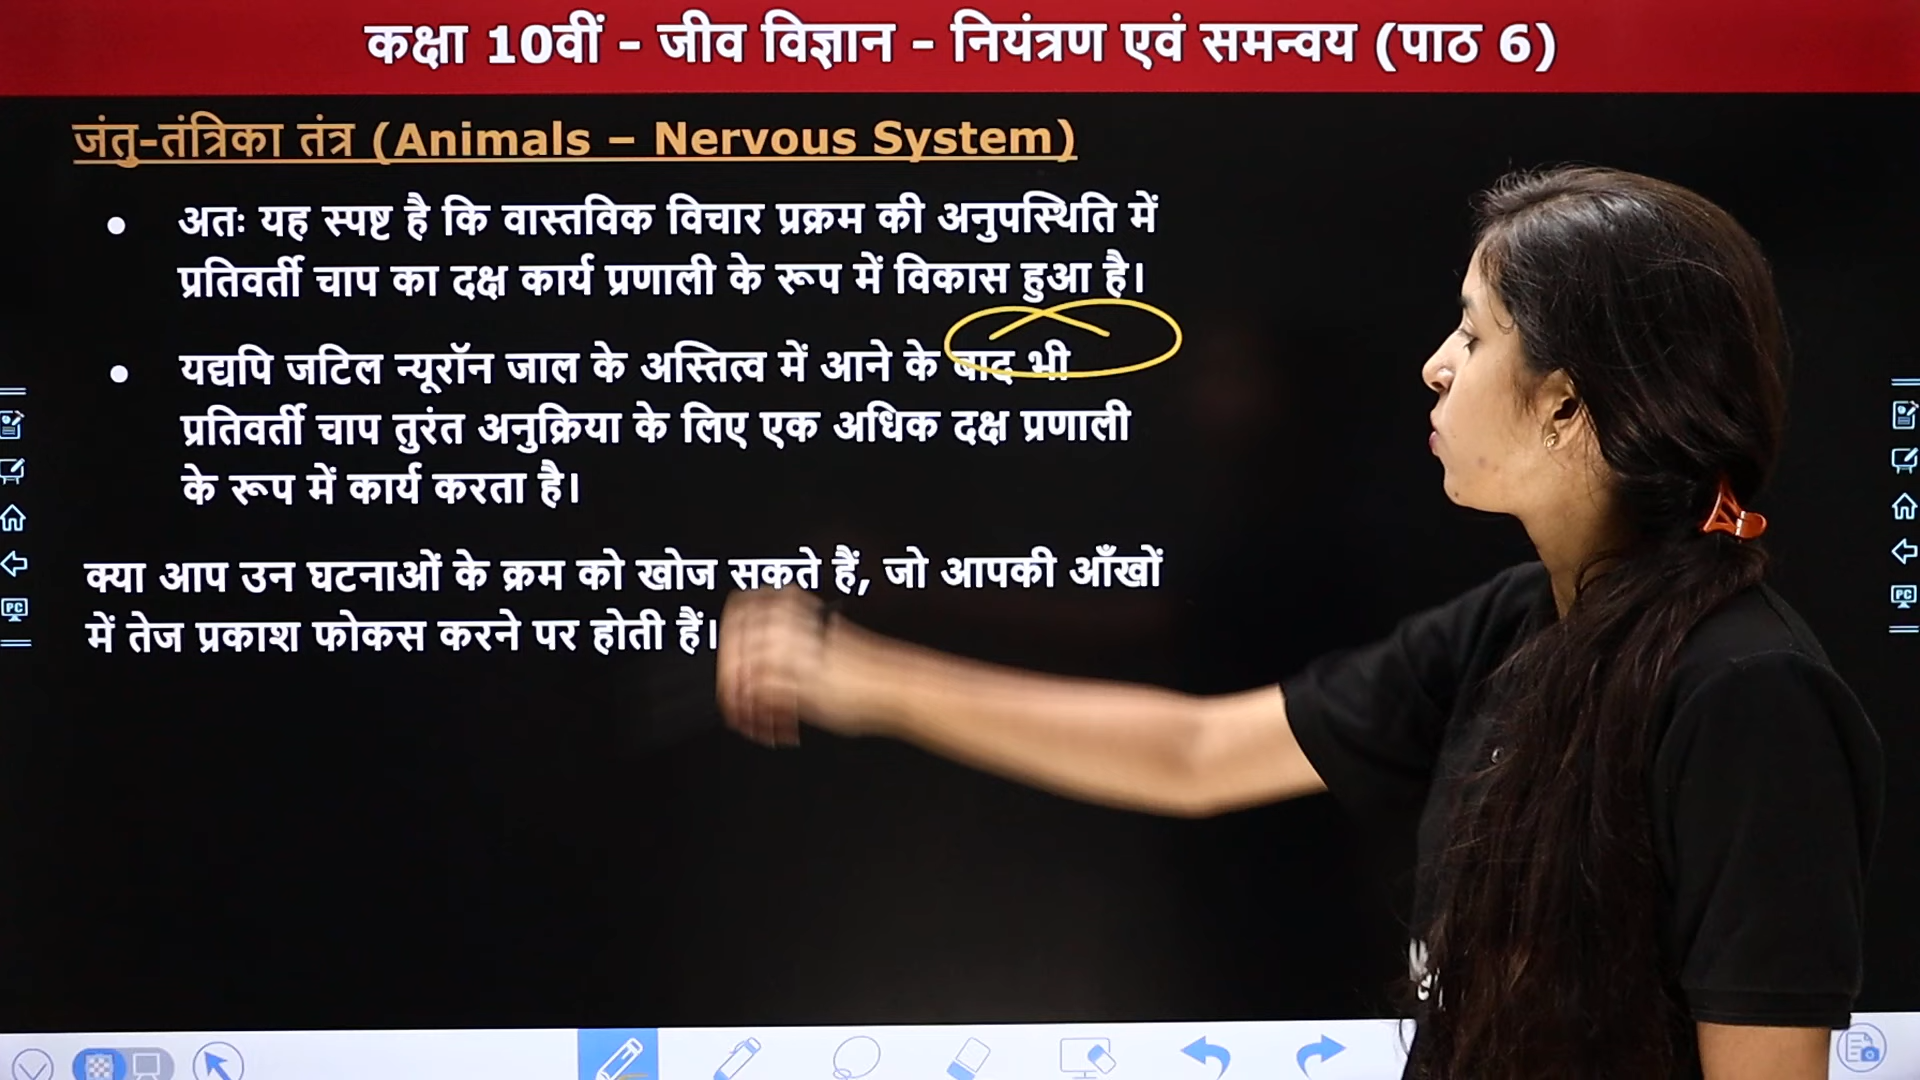 कक्षा 10वीं - जीव विज्ञान - नियंत्रण एवं समन्वय (पाठ 6)
जंतु-तंत्रिका तंत्र (Animals – Nervous System)
• अतः यह स्पष्ट है कि वास्तविक विचार प्रक्रम की अनुपस्थिति में
प्रतिवर्ती चाप का दक्ष कार्य प्रणाली के रूप में विकास हुआ है।
• यद्यपि जटिल न्यूरॉन जाल के अस्तित्व में आने के बाद भी
प्रतिवर्ती चाप तुरंत अनुक्रिया के लिए एक अधिक दक्ष प्रणाली
के रूप में कार्य करता है।
क्या आप उन घटनाओं के क्रम को खोज सकते हैं, जो आपकी आँखों
में तेज प्रकाश फोकस करने पर होती हैं।
PC
PC